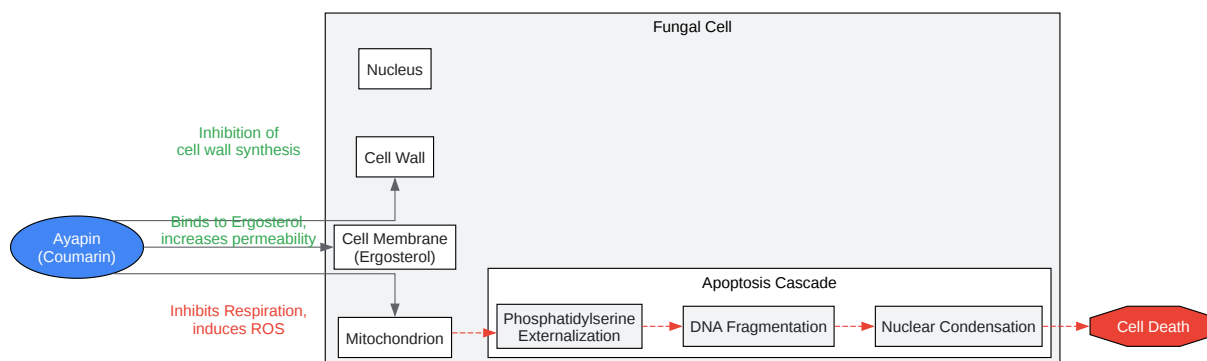 Fungal Cell
Nucleus
Inhibition of
cell wall synthesis
Cell Wall
Ayapin
(Coumarin)
Binds to Ergosterol,
increases permeability
Cell Membrane
(Ergosterol)
Inhibits Respiration,
induces ROS
Mitochondrion
Apoptosis Cascade
Phosphatidylserine
Externalization
DNA Fragmentation
Nuclear Condensation
Cell Death